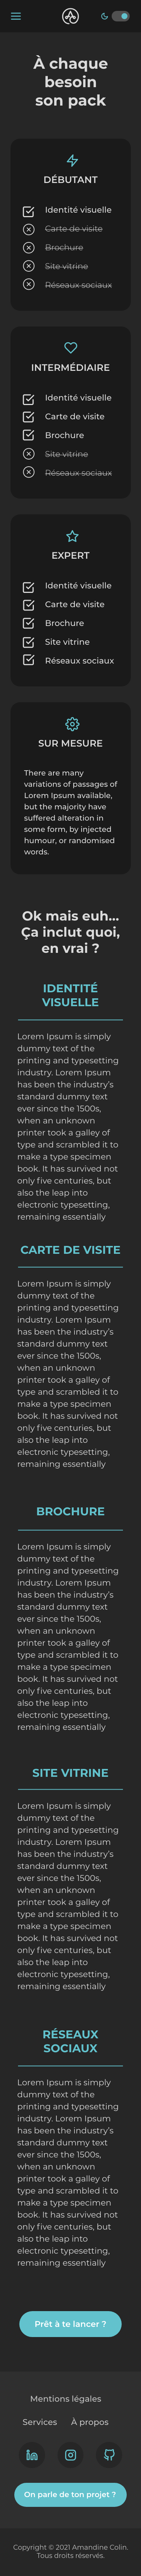 À chaque
besoin
son pack
DÉBUTANT
Identité visuelle
Carte de visite
Brochure
Site vitrine
Réseaux sociaux
INTERMÉDIAIRE
Identité visuelle
Carte de visite
Brochure
Site vitrine
Réseaux sociaux
EXPERT
Identité visuelle
Carte de visite
Brochure
Site vitrine
Réseaux sociaux
SUR MESURE
There are many
variations of passages of
Lorem Ipsum available,
but the majority have
suffered alteration in
some form, by injected
humour, or randomised
words.
Ok mais euh...
Ça inclut quoi,
en vrai ?
IDENTITÉ
VISUELLE
Lorem Ipsum is simply
dummy text of the
printing and typesetting
industry. Lorem Ipsum
has been the industry's
standard dummy text
ever since the 1500s,
when an unknown
printer took a galley of
type and scrambled it to
make a type specimen
book. It has survived not
only five centuries, but
also the leap into
electronic typesetting,
remaining essentially
CARTE DE VISITE
Lorem Ipsum is simply
dummy text of the
printing and typesetting
industry. Lorem Ipsum
has been the industry's
standard dummy text
ever since the 1500s,
when an unknown
printer took a galley of
type and scrambled it to
make a type specimen
book. It has survived not
only five centuries, but
also the leap into
electronic typesetting,
remaining essentially
BROCHURE
Lorem Ipsum is simply
dummy text of the
printing and typesetting
industry. Lorem Ipsum
has been the industry's
standard dummy text
ever since the 1500s,
when an unknown
printer took a galley of
type and scrambled it to
make a type specimen
book. It has survived not
only five centuries, but
also the leap into
electronic typesetting,
remaining essentially
SITE VITRINE
Lorem Ipsum is simply
dummy text of the
printing and typesetting
industry. Lorem Ipsum
has been the industry's
standard dummy text
ever since the 1500s,
when an unknown
printer took a galley of
type and scrambled it to
make a type specimen
book. It has survived not
only five centuries, but
also the leap into
electronic typesetting,
remaining essentially
RÉSEAUX
SOCIAUX
Lorem Ipsum is simply
dummy text of the
printing and typesetting
industry. Lorem Ipsum
has been the industry's
standard dummy text
ever since the 1500s,
when an unknown
printer took a galley of
type and scrambled it to
make a type specimen
book. It has survived not
only five centuries, but
also the leap into
electronic typesetting,
remaining essentially
Prêt à te lancer ?
Mentions légales
Services À propos
On parle de ton projet ?
Copyright © 2021 Amandine Colin.
Tous droits réservés.